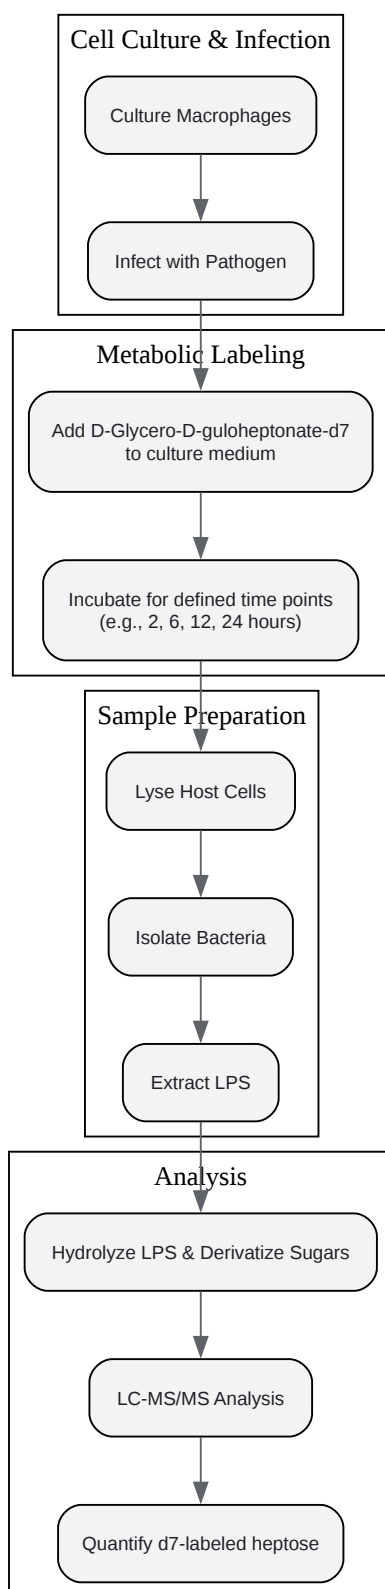 Cell Culture & Infection
Culture Macrophages
Infect with Pathogen
Metabolic Labeling
Add D-Glycero-D-guloheptonate-d7
to culture medium
Incubate for defined time points
(e.g., 2, 6, 12, 24 hours)
Sample Preparation
Lyse Host Cells
Isolate Bacteria
Extract LPS
Analysis
Hydrolyze LPS & Derivatize Sugars
LC-MS/MS Analysis
Quantify d7-labeled heptose